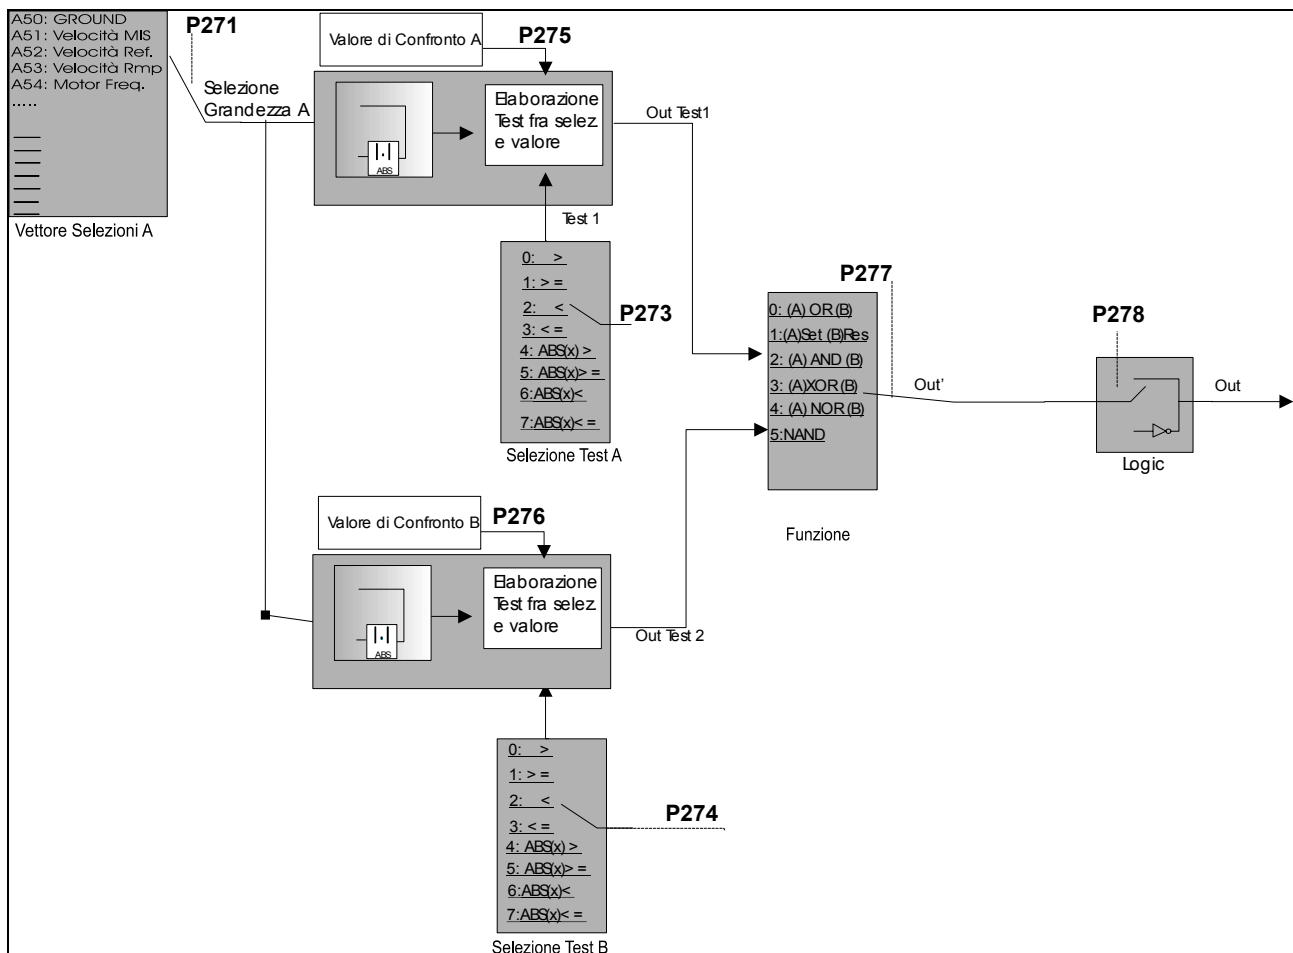 A50: GROUND
A51: Velocità MIS
A52: Velocità Ref.
A53: Velocità Rmp
A54: Motor Freq.
.....
Vettore Selezioni A
P271
Selezione
Grandezza A
Valore di Confronto A
P275
ABS
Elaborazione
Test fra selez.
e valore
Out Test1
Test 1
0: >
1: > =
2: <
3: < =
4: ABS(x) >
5: ABS(x)> =
6:ABS(x)<
7:ABS(x)< =
Selezione Test A
P273
Valore di Confronto B
P276
ABS
Elaborazione
Test fra selez.
e valore
Out Test 2
0: >
1: > =
2: <
3: < =
4: ABS(x) >
5: ABS(x)> =
6:ABS(x)<
7:ABS(x)< =
Selezione Test B
P274
0: (A) OR (B)
1:(A)Set (B)Res
2: (A) AND (B)
3: (A)XOR (B)
4: (A) NOR (B)
5:NAND
Funzione
P277
Out'
P278
Logic
Out